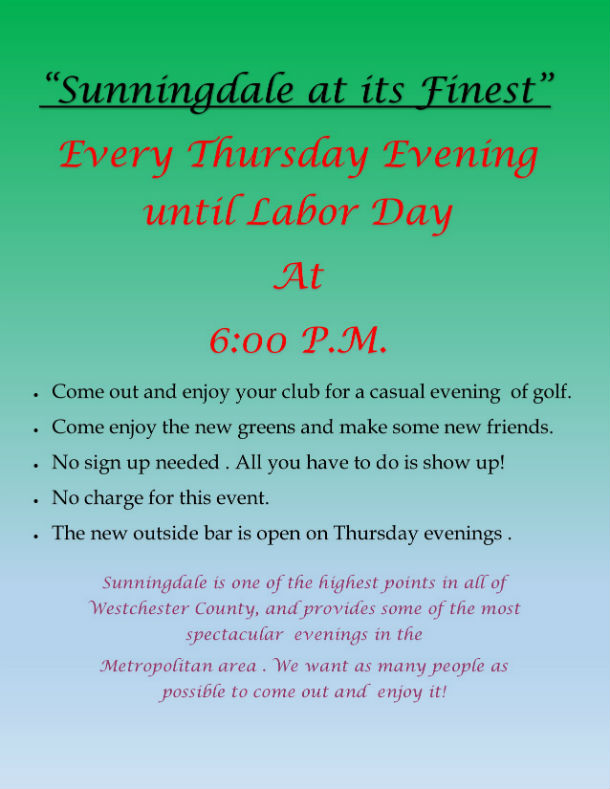 “Sunningdale at its Finest”
Every Thursday Evening
until Labor Day
At
6:00 P.M.
• Come out and enjoy your club for a casual evening  of golf.
• Come enjoy the new greens and make some new friends.
• No sign up needed . All you have to do is show up!
• No charge for this event.
• The new outside bar is open on Thursday evenings .
Sunningdale is one of the highest points in all of
Westchester County, and provides some of the most
spectacular  evenings in the
Metropolitan area . We want as many people as
possible to come out and  enjoy it!